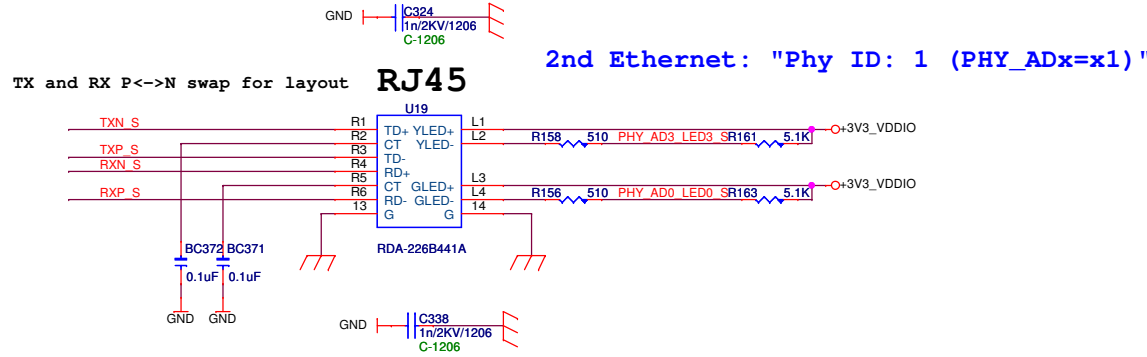 GND
C324
1n/2KV/1206
C-1206
2nd Ethernet: "Phy ID: 1 (PHY_ADx=x1)"
TX and RX P<->N swap for layout
RJ45
U19
TXN_S R1 TD+ YLED+ L1 +3V3_VDDIO
R2 CT YLED- L2 R158 510 PHY_AD3_LED3_S R161 5.1K
TXP_S R3 TD-
RXN_S R4 RD+
R5 CT GLED+ L3 +3V3_VDDIO
RXP_S R6 RD- GLED- L4 R156 510 PHY_AD0_LED0_S R163 5.1K
13 G G 14
RDA-226B441A
BC372 BC371
0.1uF 0.1uF
GND GND
GND
C338
1n/2KV/1206
C-1206